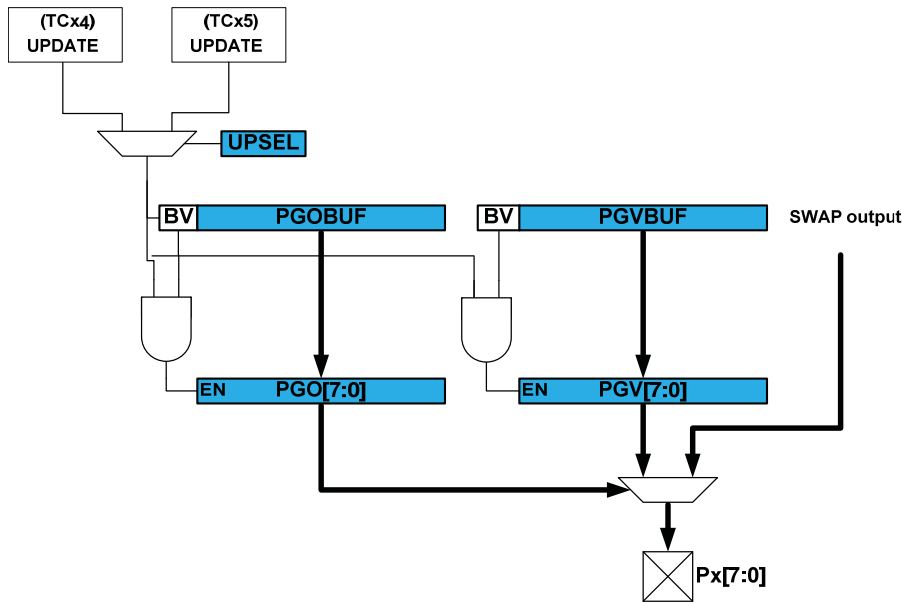 (TCx4)
UPDATE
(TCx5)
UPDATE
UPSEL
BV
PGOBUF
BV
PGVBUF
SWAP output
EN
PGO[7:0]
EN
PGV[7:0]
Px[7:0]